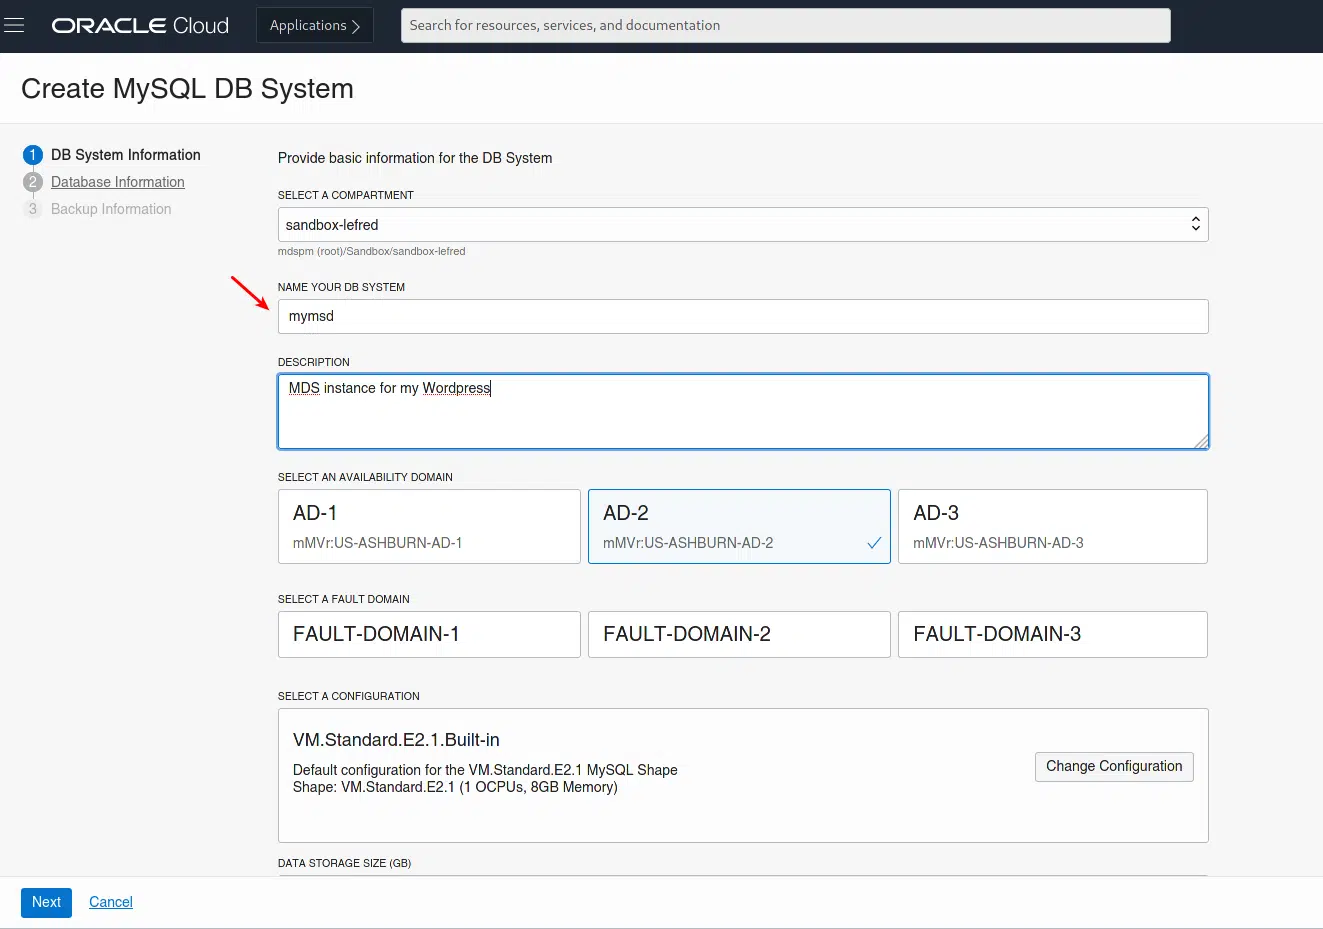 ORACLE Cloud
Applications
Search for resources, services, and documentation
Create MySQL DB System
1 DB System Information
2 Database Information
3 Backup Information
Provide basic information for the DB System
SELECT A COMPARTMENT
sandbox-lefred
mdspm (root)/Sandbox/sandbox-lefred
NAME YOUR DB SYSTEM
mymsd
DESCRIPTION
MDS instance for my Wordpress
SELECT AN AVAILABILITY DOMAIN
AD-1
mMVr:US-ASHBURN-AD-1
AD-2
mMVr:US-ASHBURN-AD-2
AD-3
mMVr:US-ASHBURN-AD-3
SELECT A FAULT DOMAIN
FAULT-DOMAIN-1
FAULT-DOMAIN-2
FAULT-DOMAIN-3
SELECT A CONFIGURATION
VM.Standard.E2.1.Built-in
Default configuration for the VM.Standard.E2.1 MySQL Shape
Shape: VM.Standard.E2.1 (1 OCPUs, 8GB Memory)
Change Configuration
DATA STORAGE SIZE (GB)
Next
Cancel